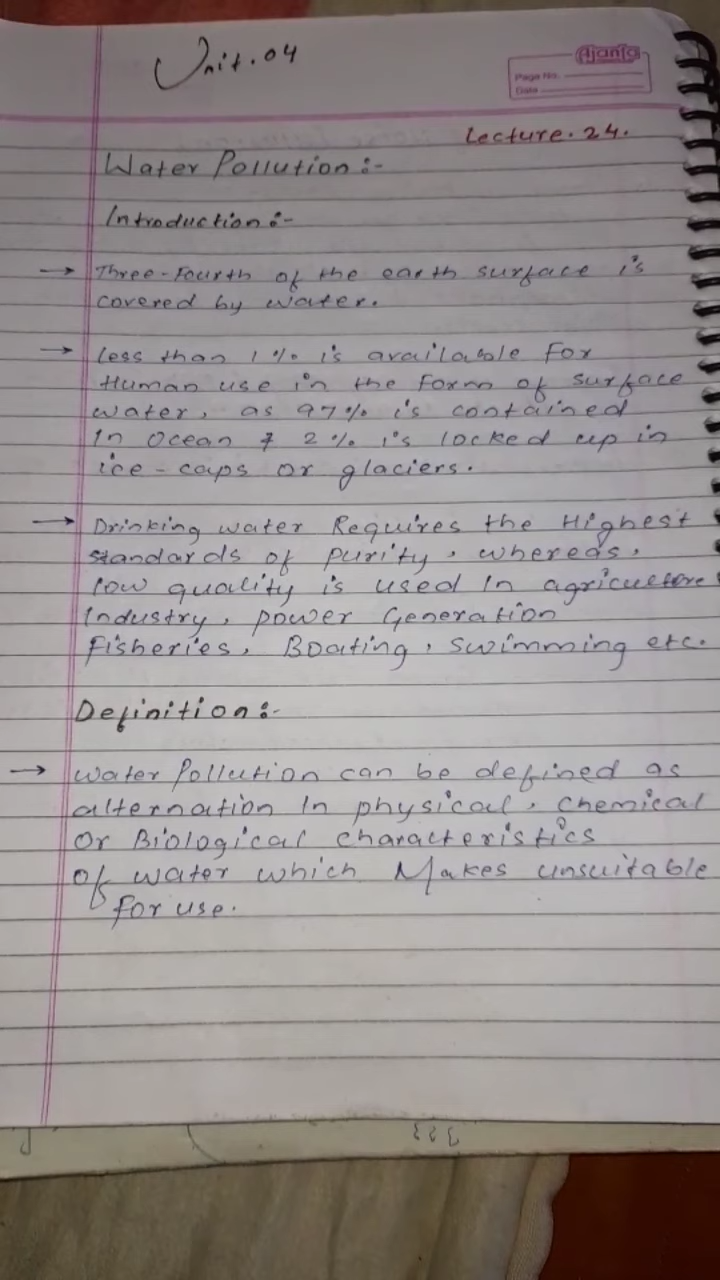 Unit.04
Ajanta
Page No.
Date
Lecture.24.
Water Pollution:-
Introduction:-
→ Three-Fourth of the earth surface is
covered by water.
→ Less than 1% is available for
Human use in the form of surface
water, as 97% is contained
In Ocean & 2% is locked up in
ice-caps or glaciers.
→ Drinking water Requires the Highest
standards of purity, whereas,
low quality is used In agriculture
Industry, power Generation
Fisheries, Boating, swimming etc.
Definition:-
→ Water Pollution can be defined as
alternation In physical, chemical
Or Biological characteristics
Of water which Makes unsuitable
for use.